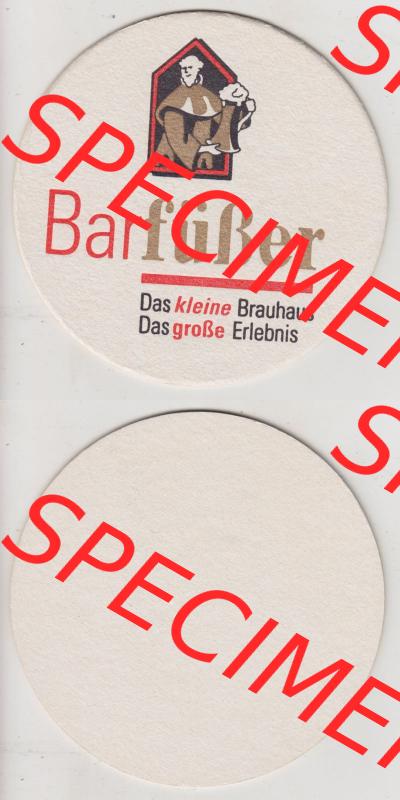 Barfüßer
Das kleine Brauhaus
Das große Erlebnis
SPECIMEN
SPECIMEN